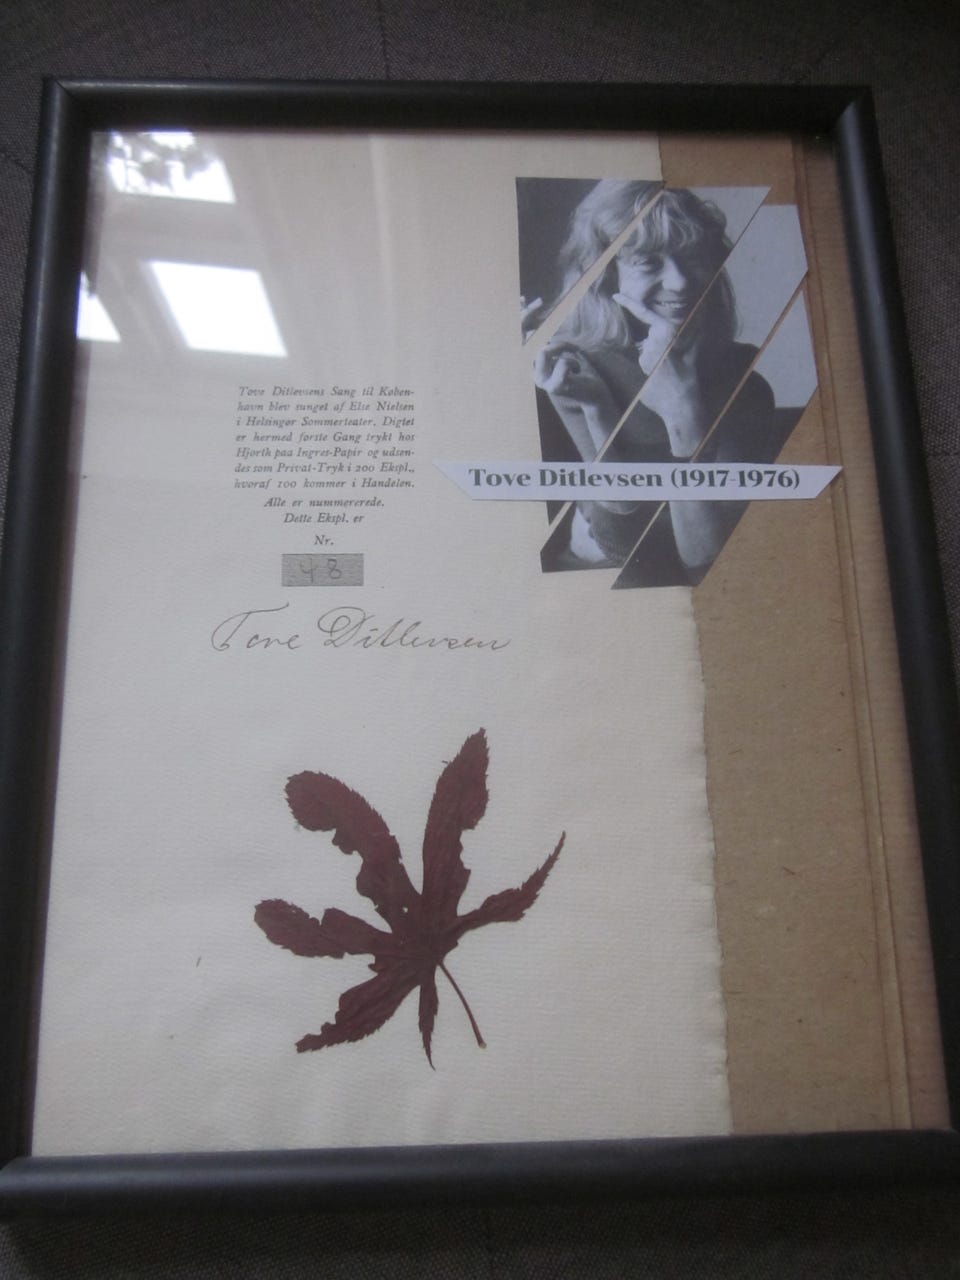 Tove Ditlevsens Sang til Køben-
havn blev sunget af Else Nielsen
i Helsingør Sommerteater. Digtet
er hermed første Gang trykt hos
Hjorth paa Ingres-Papir og udsen-
des som Privat-Tryk i 200 Ekspl.,
hvoraf 100 kommer i Handelen.
Alle er nummererede.
Dette Ekspl. er
Nr.
48
Tove Ditlevsen
Tove Ditlevsen (1917-1976)